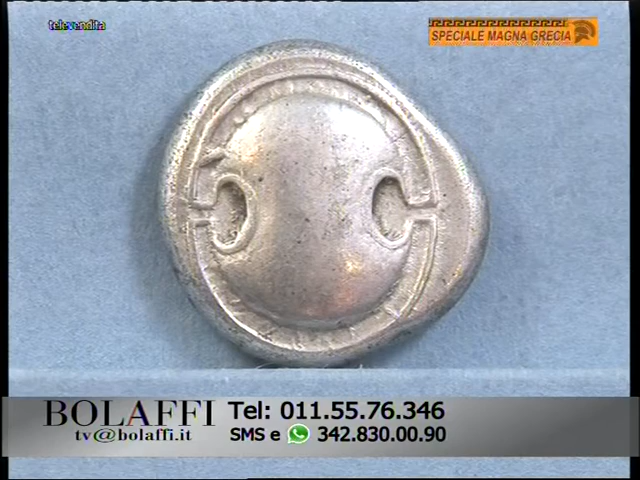 televendita
SPECIALE MAGNA GRECIA
BOLAFFI
tv@bolaffi.it
Tel: 011.55.76.346
SMS e 342.830.00.90